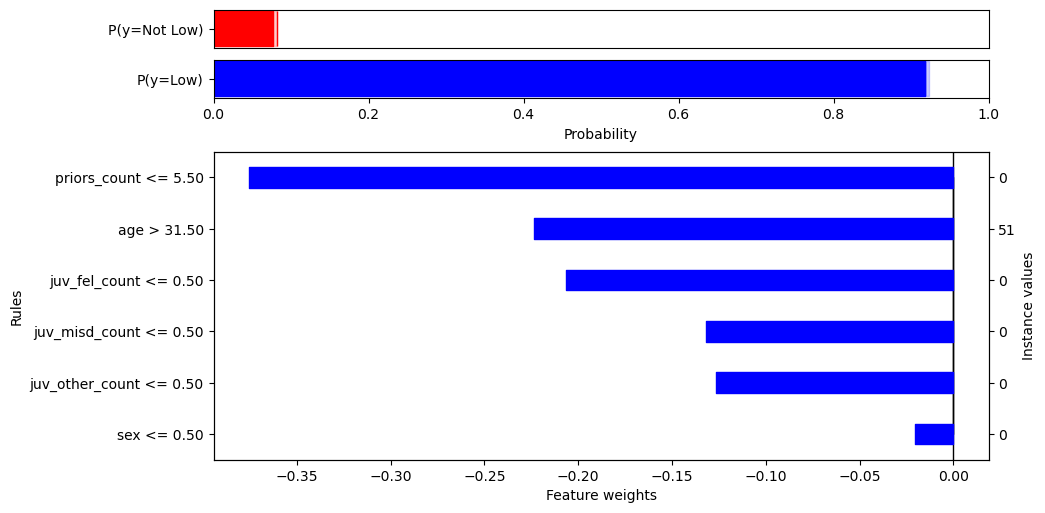 P(y=Not Low)
P(y=Low)
0.0 0.2 0.4 0.6 0.8 1.0
Probability
priors_count <= 5.50 0
age > 31.50 51
juv_fel_count <= 0.50 0
juv_misd_count <= 0.50 0
juv_other_count <= 0.50 0
sex <= 0.50 0
Rules
Instance values
−0.35 −0.30 −0.25 −0.20 −0.15 −0.10 −0.05 0.00
Feature weights